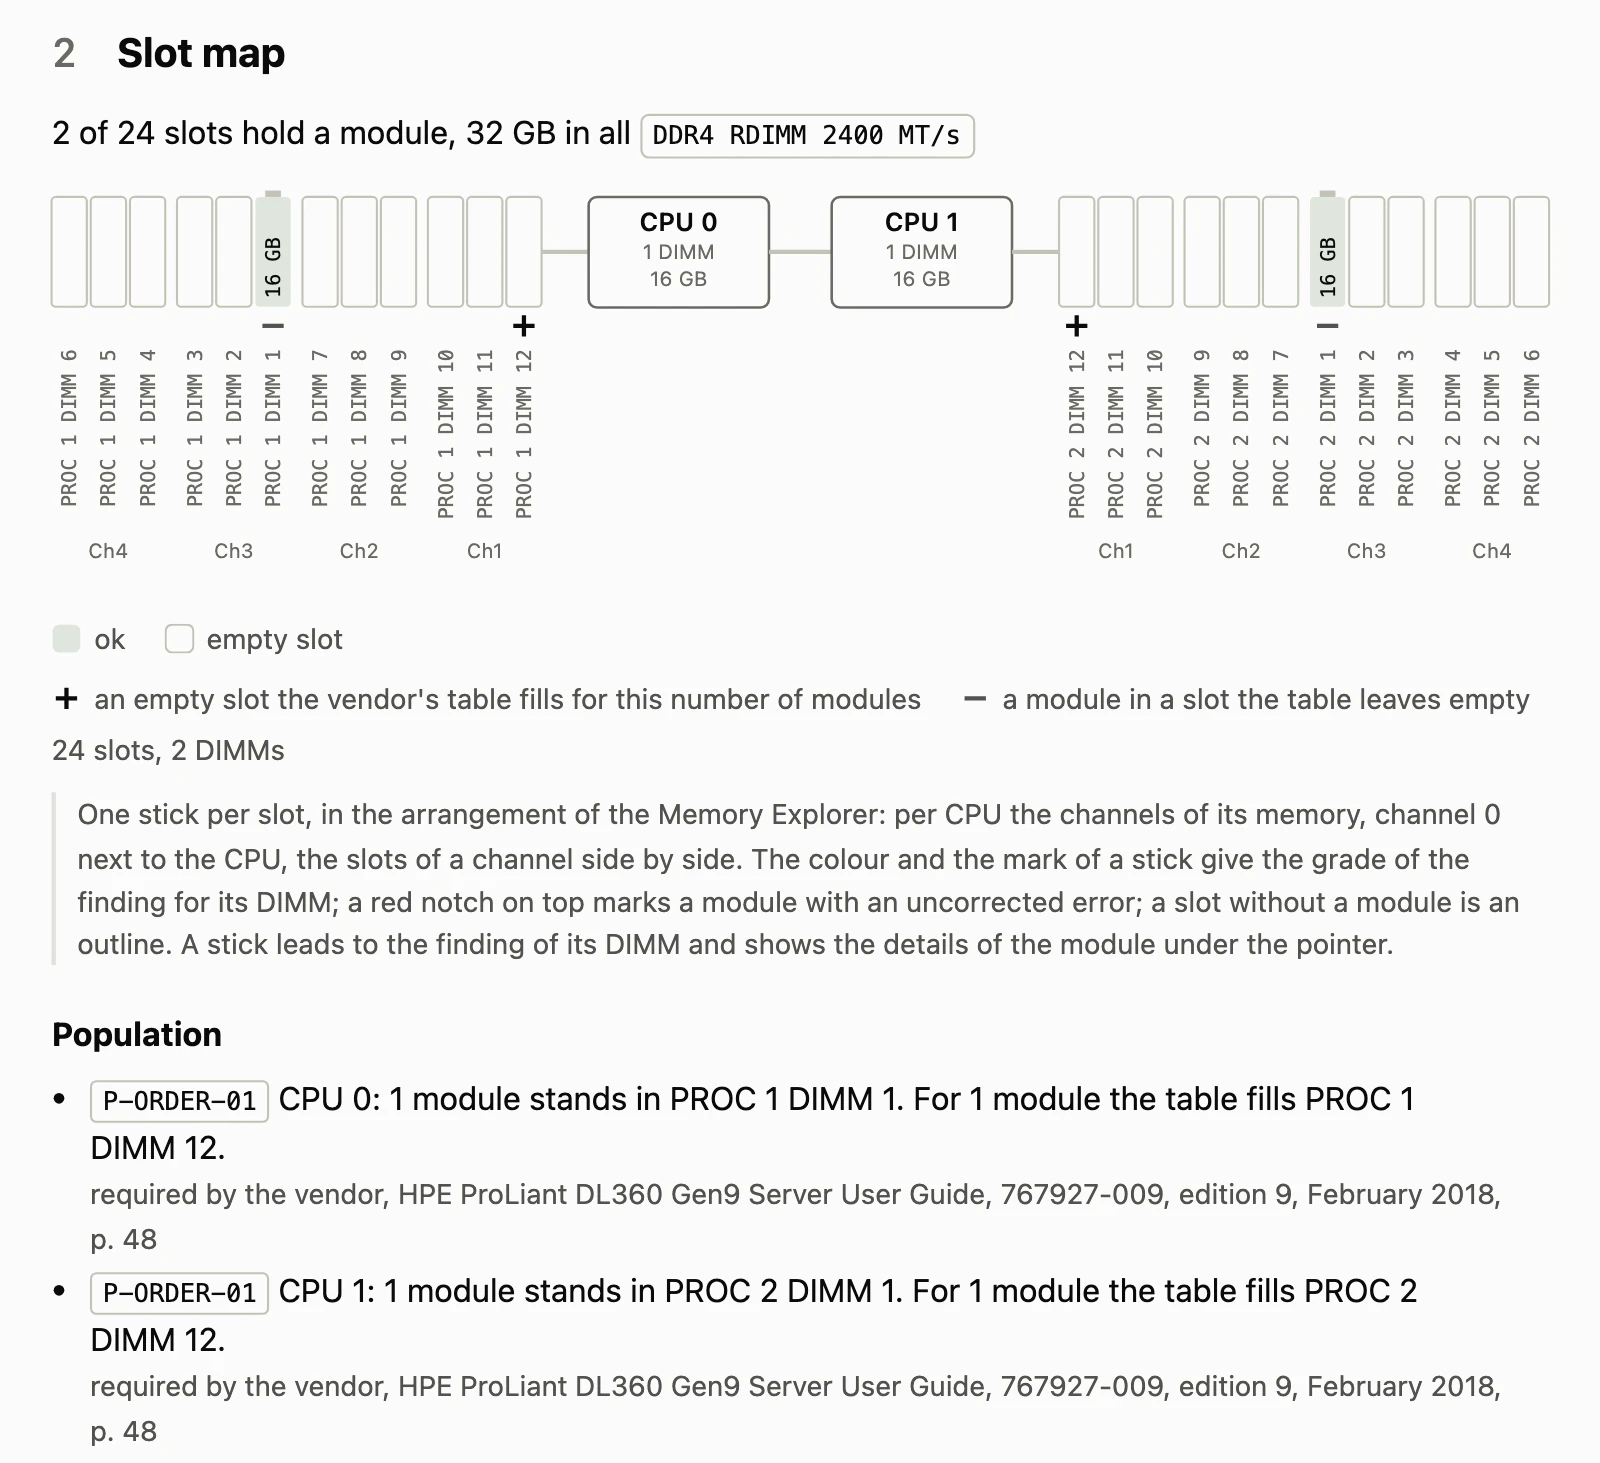 2 Slot map
2 of 24 slots hold a module, 32 GB in all DDR4 RDIMM 2400 MT/s
16 GB
CPU 0
1 DIMM
16 GB
CPU 1
1 DIMM
16 GB
16 GB
− + + −
PROC 1 DIMM 6
PROC 1 DIMM 5
PROC 1 DIMM 4
PROC 1 DIMM 3
PROC 1 DIMM 2
PROC 1 DIMM 1
PROC 1 DIMM 7
PROC 1 DIMM 8
PROC 1 DIMM 9
PROC 1 DIMM 10
PROC 1 DIMM 11
PROC 1 DIMM 12
PROC 2 DIMM 12
PROC 2 DIMM 11
PROC 2 DIMM 10
PROC 2 DIMM 9
PROC 2 DIMM 8
PROC 2 DIMM 7
PROC 2 DIMM 1
PROC 2 DIMM 2
PROC 2 DIMM 3
PROC 2 DIMM 4
PROC 2 DIMM 5
PROC 2 DIMM 6
Ch4 Ch3 Ch2 Ch1 Ch1 Ch2 Ch3 Ch4
ok empty slot
+ an empty slot the vendor's table fills for this number of modules − a module in a slot the table leaves empty
24 slots, 2 DIMMs
One stick per slot, in the arrangement of the Memory Explorer: per CPU the channels of its memory, channel 0
next to the CPU, the slots of a channel side by side. The colour and the mark of a stick give the grade of the
finding for its DIMM; a red notch on top marks a module with an uncorrected error; a slot without a module is an
outline. A stick leads to the finding of its DIMM and shows the details of the module under the pointer.
Population
• P-ORDER-01 CPU 0: 1 module stands in PROC 1 DIMM 1. For 1 module the table fills PROC 1
DIMM 12.
required by the vendor, HPE ProLiant DL360 Gen9 Server User Guide, 767927-009, edition 9, February 2018,
p. 48
• P-ORDER-01 CPU 1: 1 module stands in PROC 2 DIMM 1. For 1 module the table fills PROC 2
DIMM 12.
required by the vendor, HPE ProLiant DL360 Gen9 Server User Guide, 767927-009, edition 9, February 2018,
p. 48